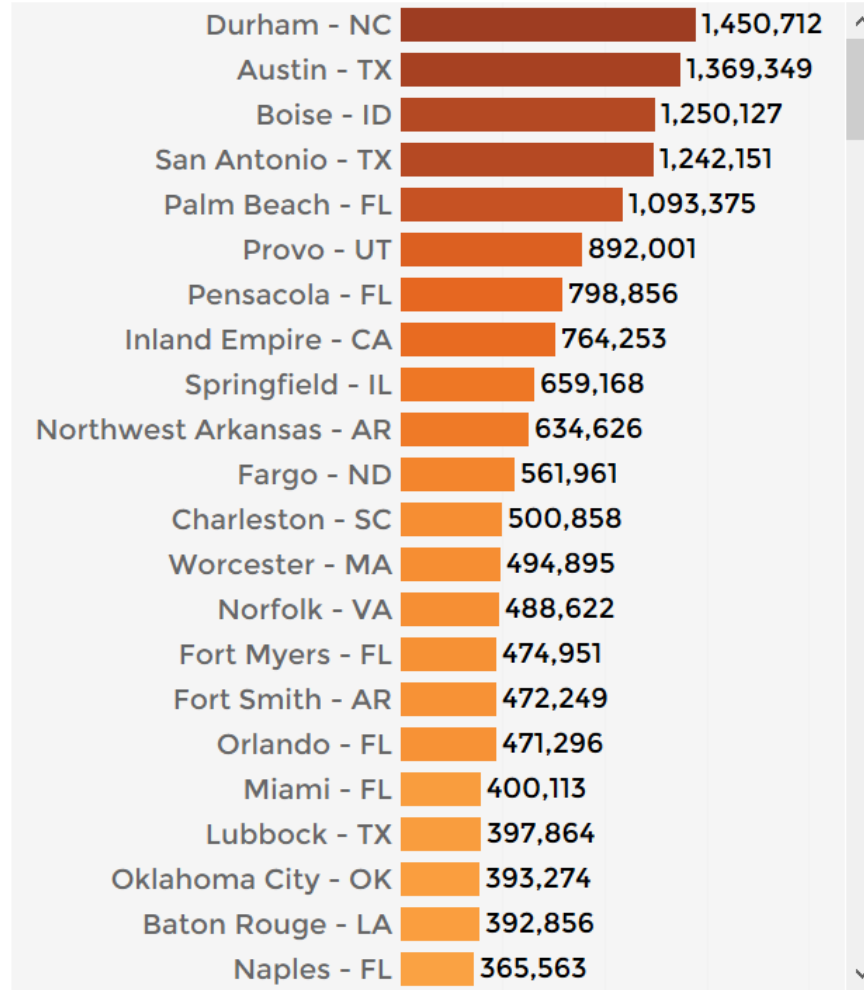 Durham - NC 1,450,712
Austin - TX 1,369,349
Boise - ID 1,250,127
San Antonio - TX 1,242,151
Palm Beach - FL 1,093,375
Provo - UT 892,001
Pensacola - FL 798,856
Inland Empire - CA 764,253
Springfield - IL 659,168
Northwest Arkansas - AR 634,626
Fargo - ND 561,961
Charleston - SC 500,858
Worcester - MA 494,895
Norfolk - VA 488,622
Fort Myers - FL 474,951
Fort Smith - AR 472,249
Orlando - FL 471,296
Miami - FL 400,113
Lubbock - TX 397,864
Oklahoma City - OK 393,274
Baton Rouge - LA 392,856
Naples - FL 365,563